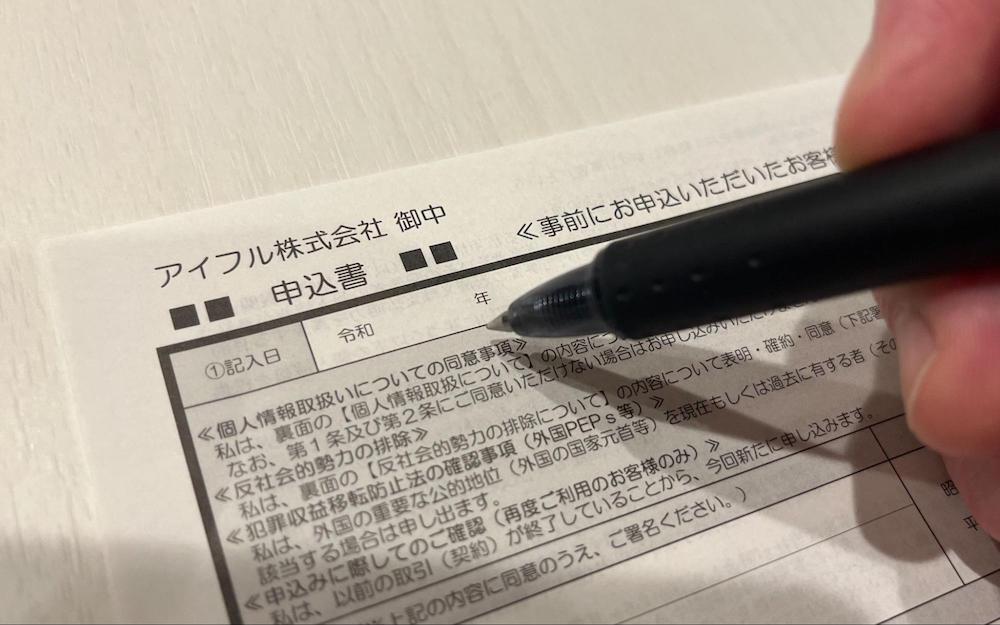 アイフル株式会社 御中
■■ 申込書 ■■ ≪事前にお申込いただいたお客様
①記入日 令和 年
≪個人情報取扱いについての同意事項≫
私は、裏面の【個人情報取扱について】の内容につ
なお、第1条及び第2条にご同意いただけない場合はお申し込みいただけま
≪反社会的勢力の排除≫
私は、裏面の【反社会的勢力の排除について】の内容について表明・確約・同意（下記署
≪犯罪収益移転防止法の確認事項（外国PEPs等）≫
私は、外国の重要な公的地位（外国の国家元首等）を現在もしくは過去に有する者（その
該当する場合は申し出ます。
≪申込みに際してのご確認（再度ご利用のお客様のみ）≫
私は、以前の取引（契約）が終了していることから、今回新たに申し込みます。
上記の内容に同意のうえ、ご署名ください。）
昭
平